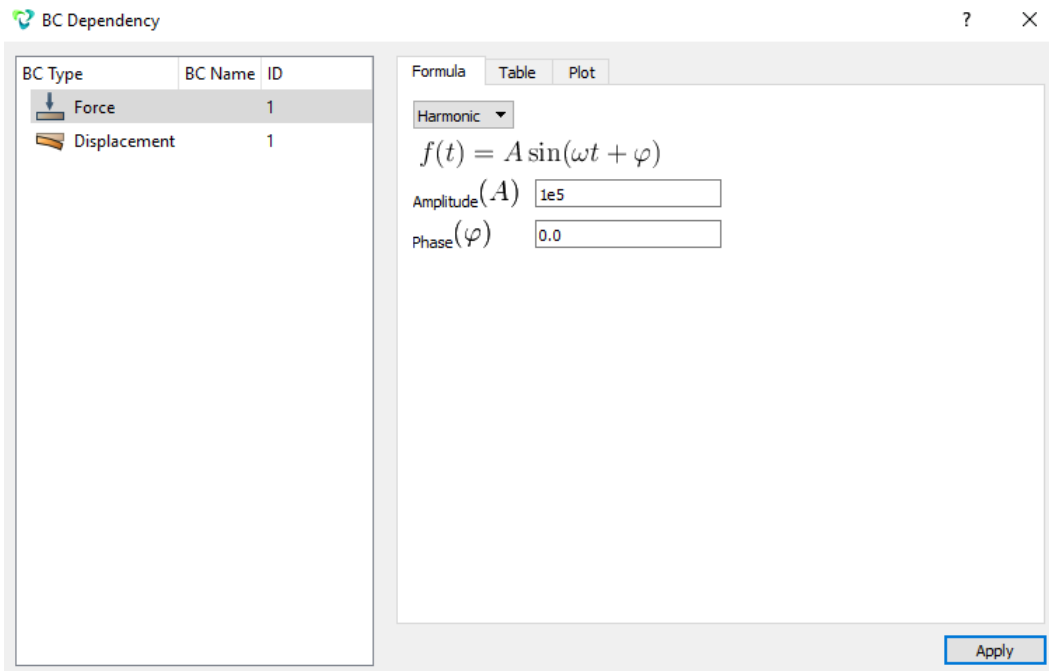 BC Dependency
?
BC Type BC Name ID
Force 1
Displacement 1
Formula Table Plot
Harmonic
f(t) = A sin(ωt + φ)
Amplitude(A) 1e5
Phase(φ) 0.0
Apply